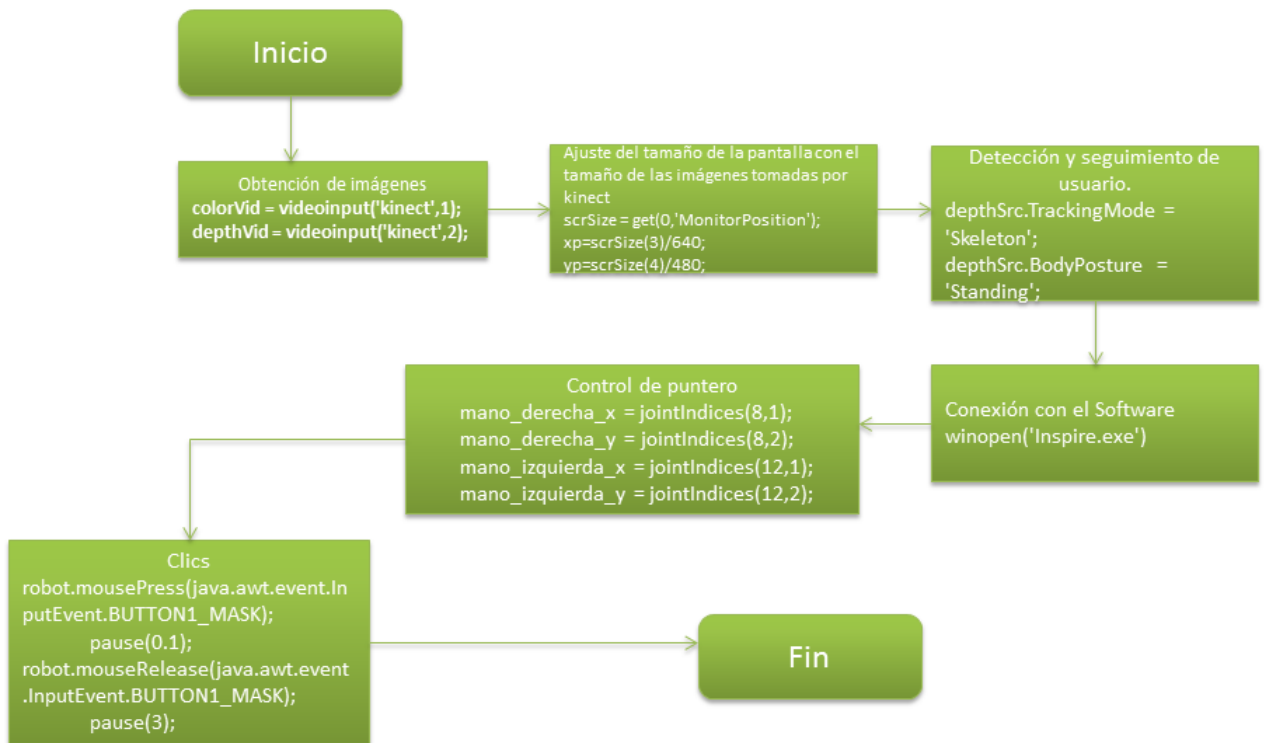 Inicio
Obtención de imágenes
colorVid = videoinput('kinect',1);
depthVid = videoinput('kinect',2);
Ajuste del tamaño de la pantalla con el
tamaño de las imágenes tomadas por
kinect
scrSize = get(0,'MonitorPosition');
xp=scrSize(3)/640;
yp=scrSize(4)/480;
Detección y seguimiento de
usuario.
depthSrc.TrackingMode =
'Skeleton';
depthSrc.BodyPosture =
'Standing';
Conexión con el Software
winopen('Inspire.exe')
Control de puntero
mano_derecha_x = jointIndices(8,1);
mano_derecha_y = jointIndices(8,2);
mano_izquierda_x = jointIndices(12,1);
mano_izquierda_y = jointIndices(12,2);
Clics
robot.mousePress(java.awt.event.In
putEvent.BUTTON1_MASK);
pause(0.1);
robot.mouseRelease(java.awt.event
.InputEvent.BUTTON1_MASK);
pause(3);
Fin